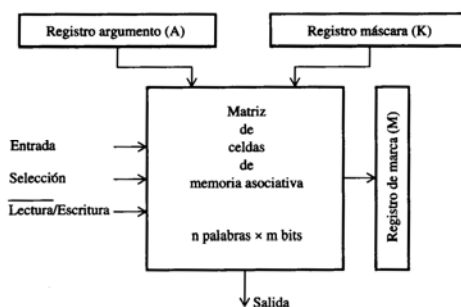 Registro argumento (A)
Registro máscara (K)
Matriz
de
celdas
de
memoria asociativa
n palabras × m bits
Entrada
Selección
Lectura/Escritura
Registro de marca (M)
Salida